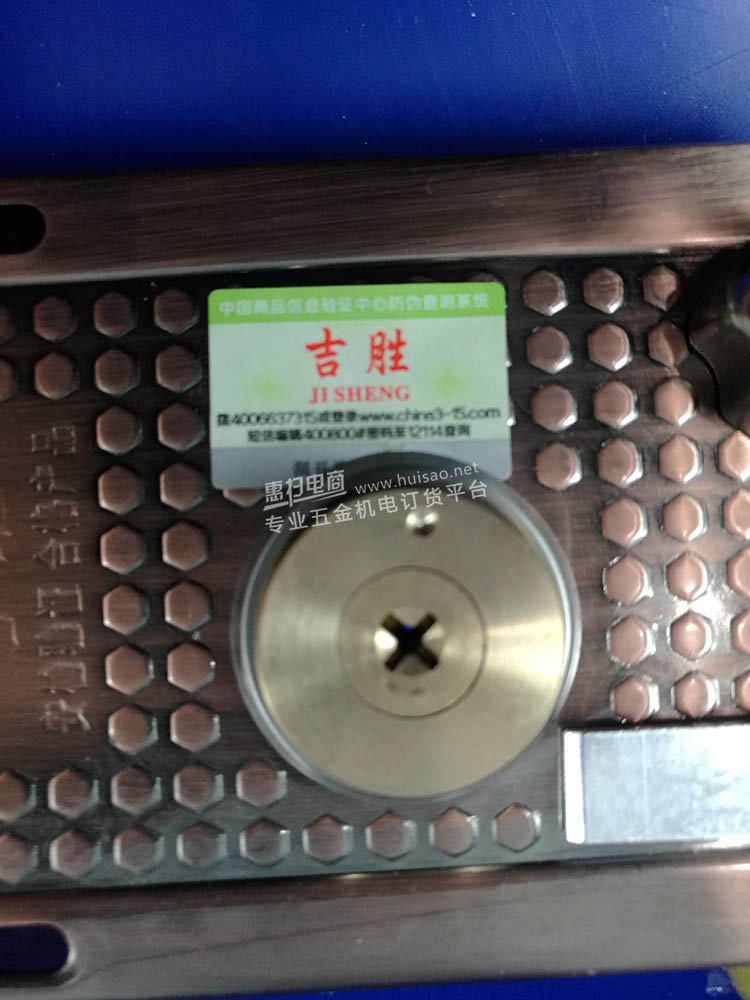 中国商品信息验证中心防伪查询系统
吉胜
JI SHENG
拨4006637315或登录www.china3-15.com
短信编辑400800#密码至12114查询
惠扫电商 www.huisao.net
专业五金机电订货平台